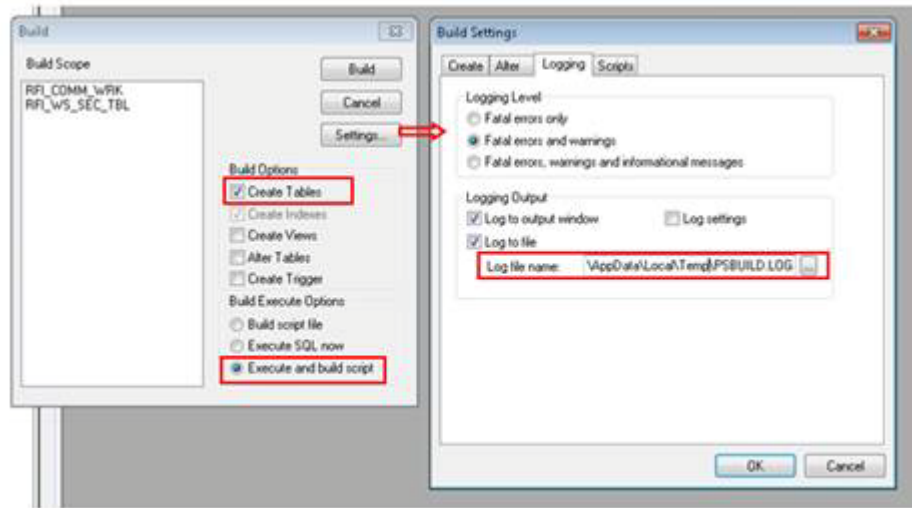 Build
Build Scope
RFI_COMM_WRK
RFI_WS_SEC_TBL
Build
Cancel
Settings...
Build Options
Create Tables
Create Indexes
Create Views
Alter Tables
Create Trigger
Build Execute Options
Build script file
Execute SQL now
Execute and build script
Build Settings
Create Alter Logging Scripts
Logging Level
Fatal errors only
Fatal errors and warnings
Fatal errors, warnings and informational messages
Logging Output
Log to output window Log settings
Log to file
Log file name: \AppData\Local\Temp\PSBUILD.LOG ...
OK Cancel